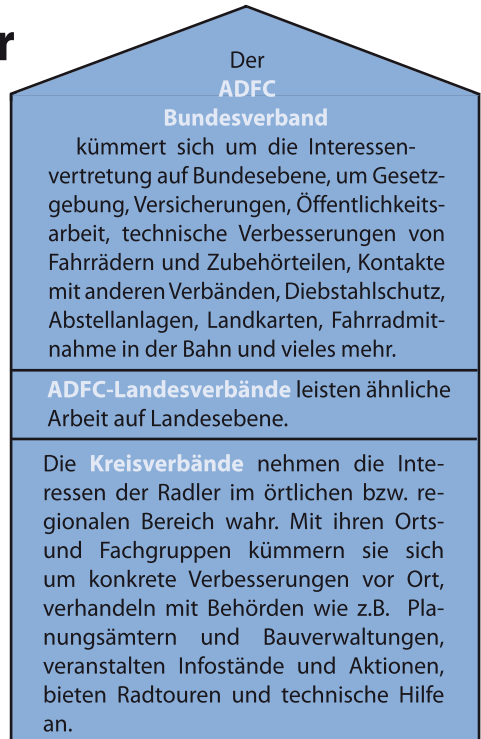 r
Der
ADFC
Bundesverband
kümmert sich um die Interessen-
vertretung auf Bundesebene, um Gesetz-
gebung, Versicherungen, Öffentlichkeits-
arbeit, technische Verbesserungen von
Fahrrädern und Zubehörteilen, Kontakte
mit anderen Verbänden, Diebstahlschutz,
Abstellanlagen, Landkarten, Fahrradmit-
nahme in der Bahn und vieles mehr.
ADFC-Landesverbände leisten ähnliche
Arbeit auf Landesebene.
Die Kreisverbände nehmen die Inte-
ressen der Radler im örtlichen bzw. re-
gionalen Bereich wahr. Mit ihren Orts-
und Fachgruppen kümmern sie sich
um konkrete Verbesserungen vor Ort,
verhandeln mit Behörden wie z.B. Pla-
nungsämtern und Bauverwaltungen,
veranstalten Infostände und Aktionen,
bieten Radtouren und technische Hilfe
an.